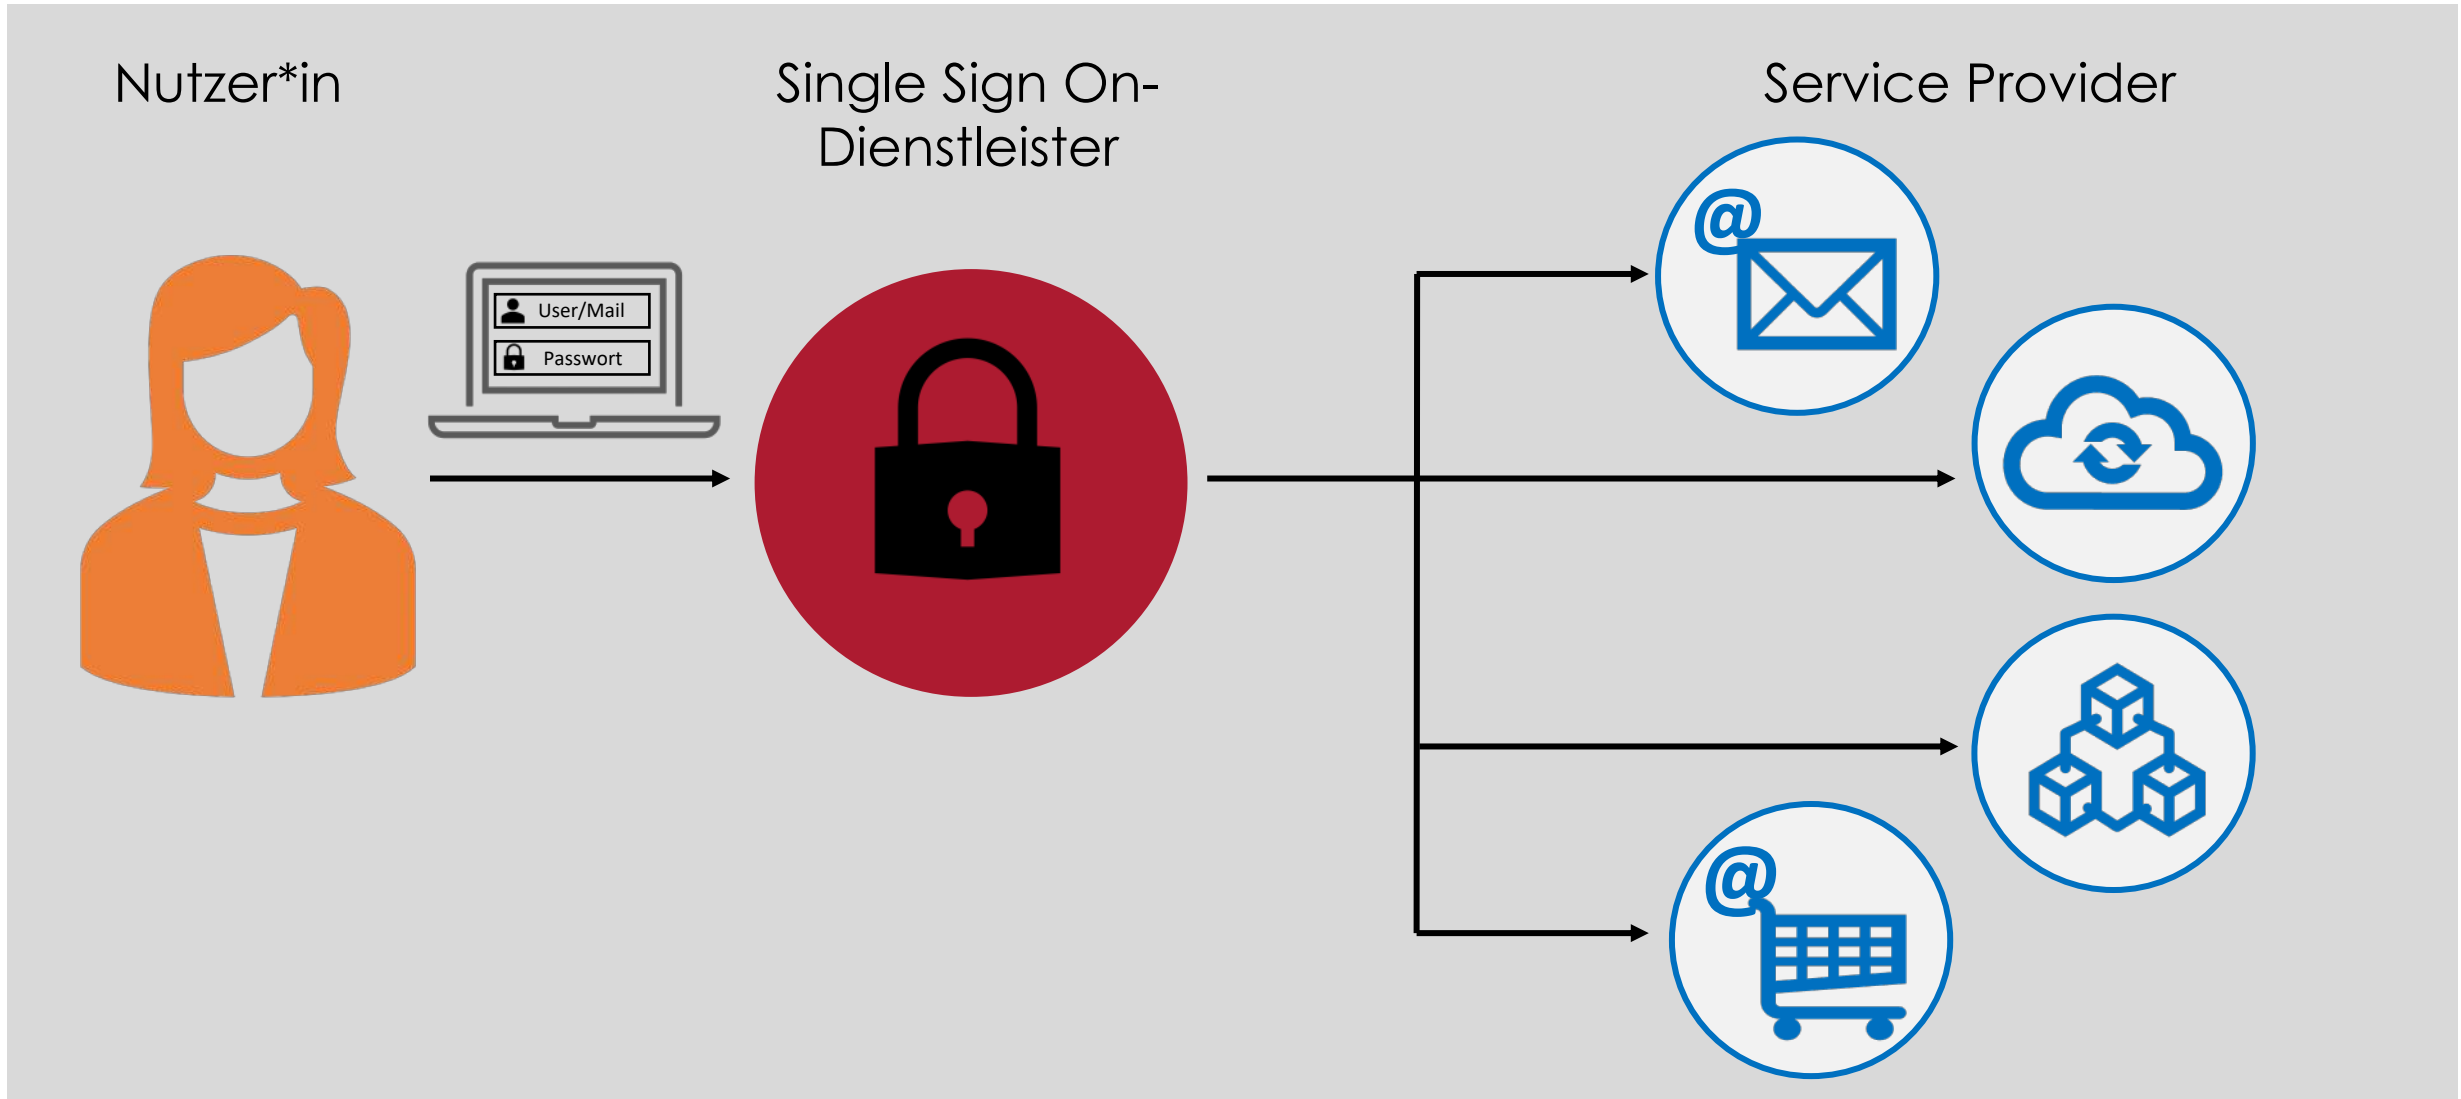 Nutzer*in
Single Sign On-
Dienstleister
Service Provider
User/Mail
Passwort
@
@